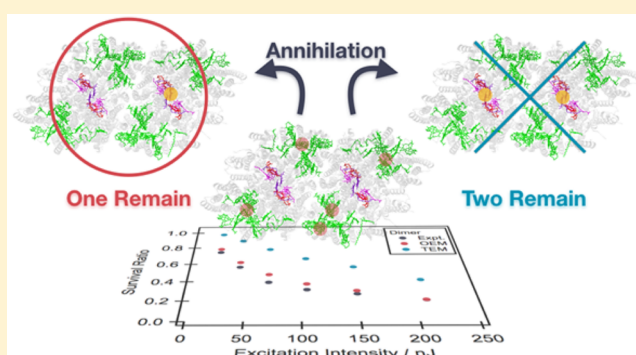 Annihilation
One Remain
Two Remain
Dimer
Expt.
OEM
TEM
Survival Ratio
1.0
0.8
0.6
0.4
0.2
0.0
0 50 100 150 200 250
Excitation Intensity / pJ